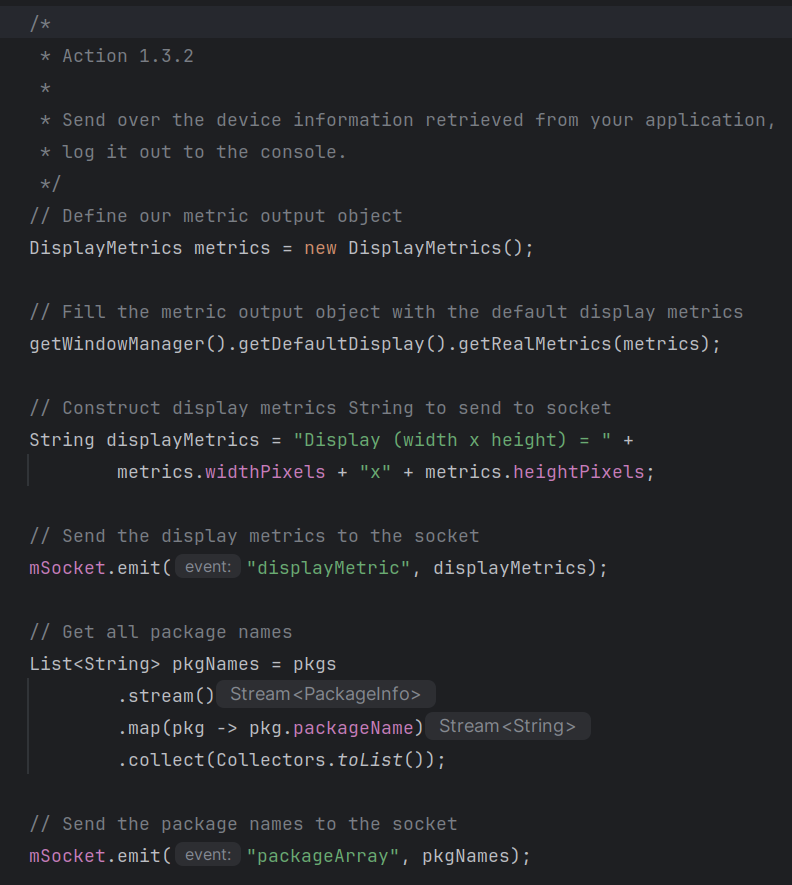 /*
* Action 1.3.2
*
* Send over the device information retrieved from your application,
* log it out to the console.
*/
// Define our metric output object
DisplayMetrics metrics = new DisplayMetrics();
// Fill the metric output object with the default display metrics
getWindowManager().getDefaultDisplay().getRealMetrics(metrics);
// Construct display metrics String to send to socket
String displayMetrics = "Display (width x height) = " +
metrics.widthPixels + "x" + metrics.heightPixels;
// Send the display metrics to the socket
mSocket.emit( event: "displayMetric", displayMetrics);
// Get all package names
List<String> pkgNames = pkgs
.stream() Stream<PackageInfo>
.map(pkg -> pkg.packageName) Stream<String>
.collect(Collectors.toList());
// Send the package names to the socket
mSocket.emit( event: "packageArray", pkgNames);